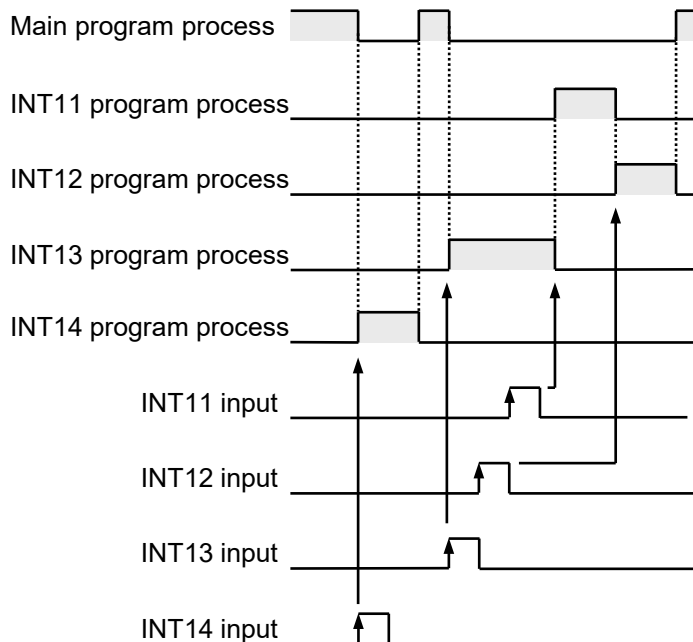 Main program process
INT11 program process
INT12 program process
INT13 program process
INT14 program process
INT11 input
INT12 input
INT13 input
INT14 input